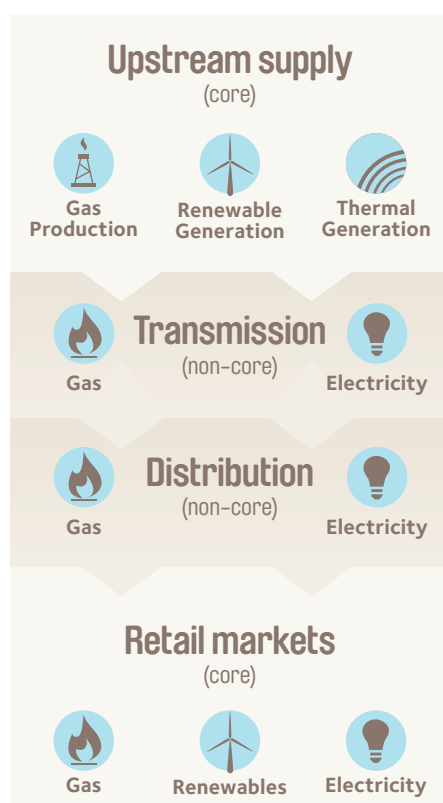 Upstream supply
(core)
Gas
Production
Renewable
Generation
Thermal
Generation
Transmission
(non-core)
Gas
Electricity
Distribution
(non-core)
Gas
Electricity
Retail markets
(core)
Gas
Renewables
Electricity